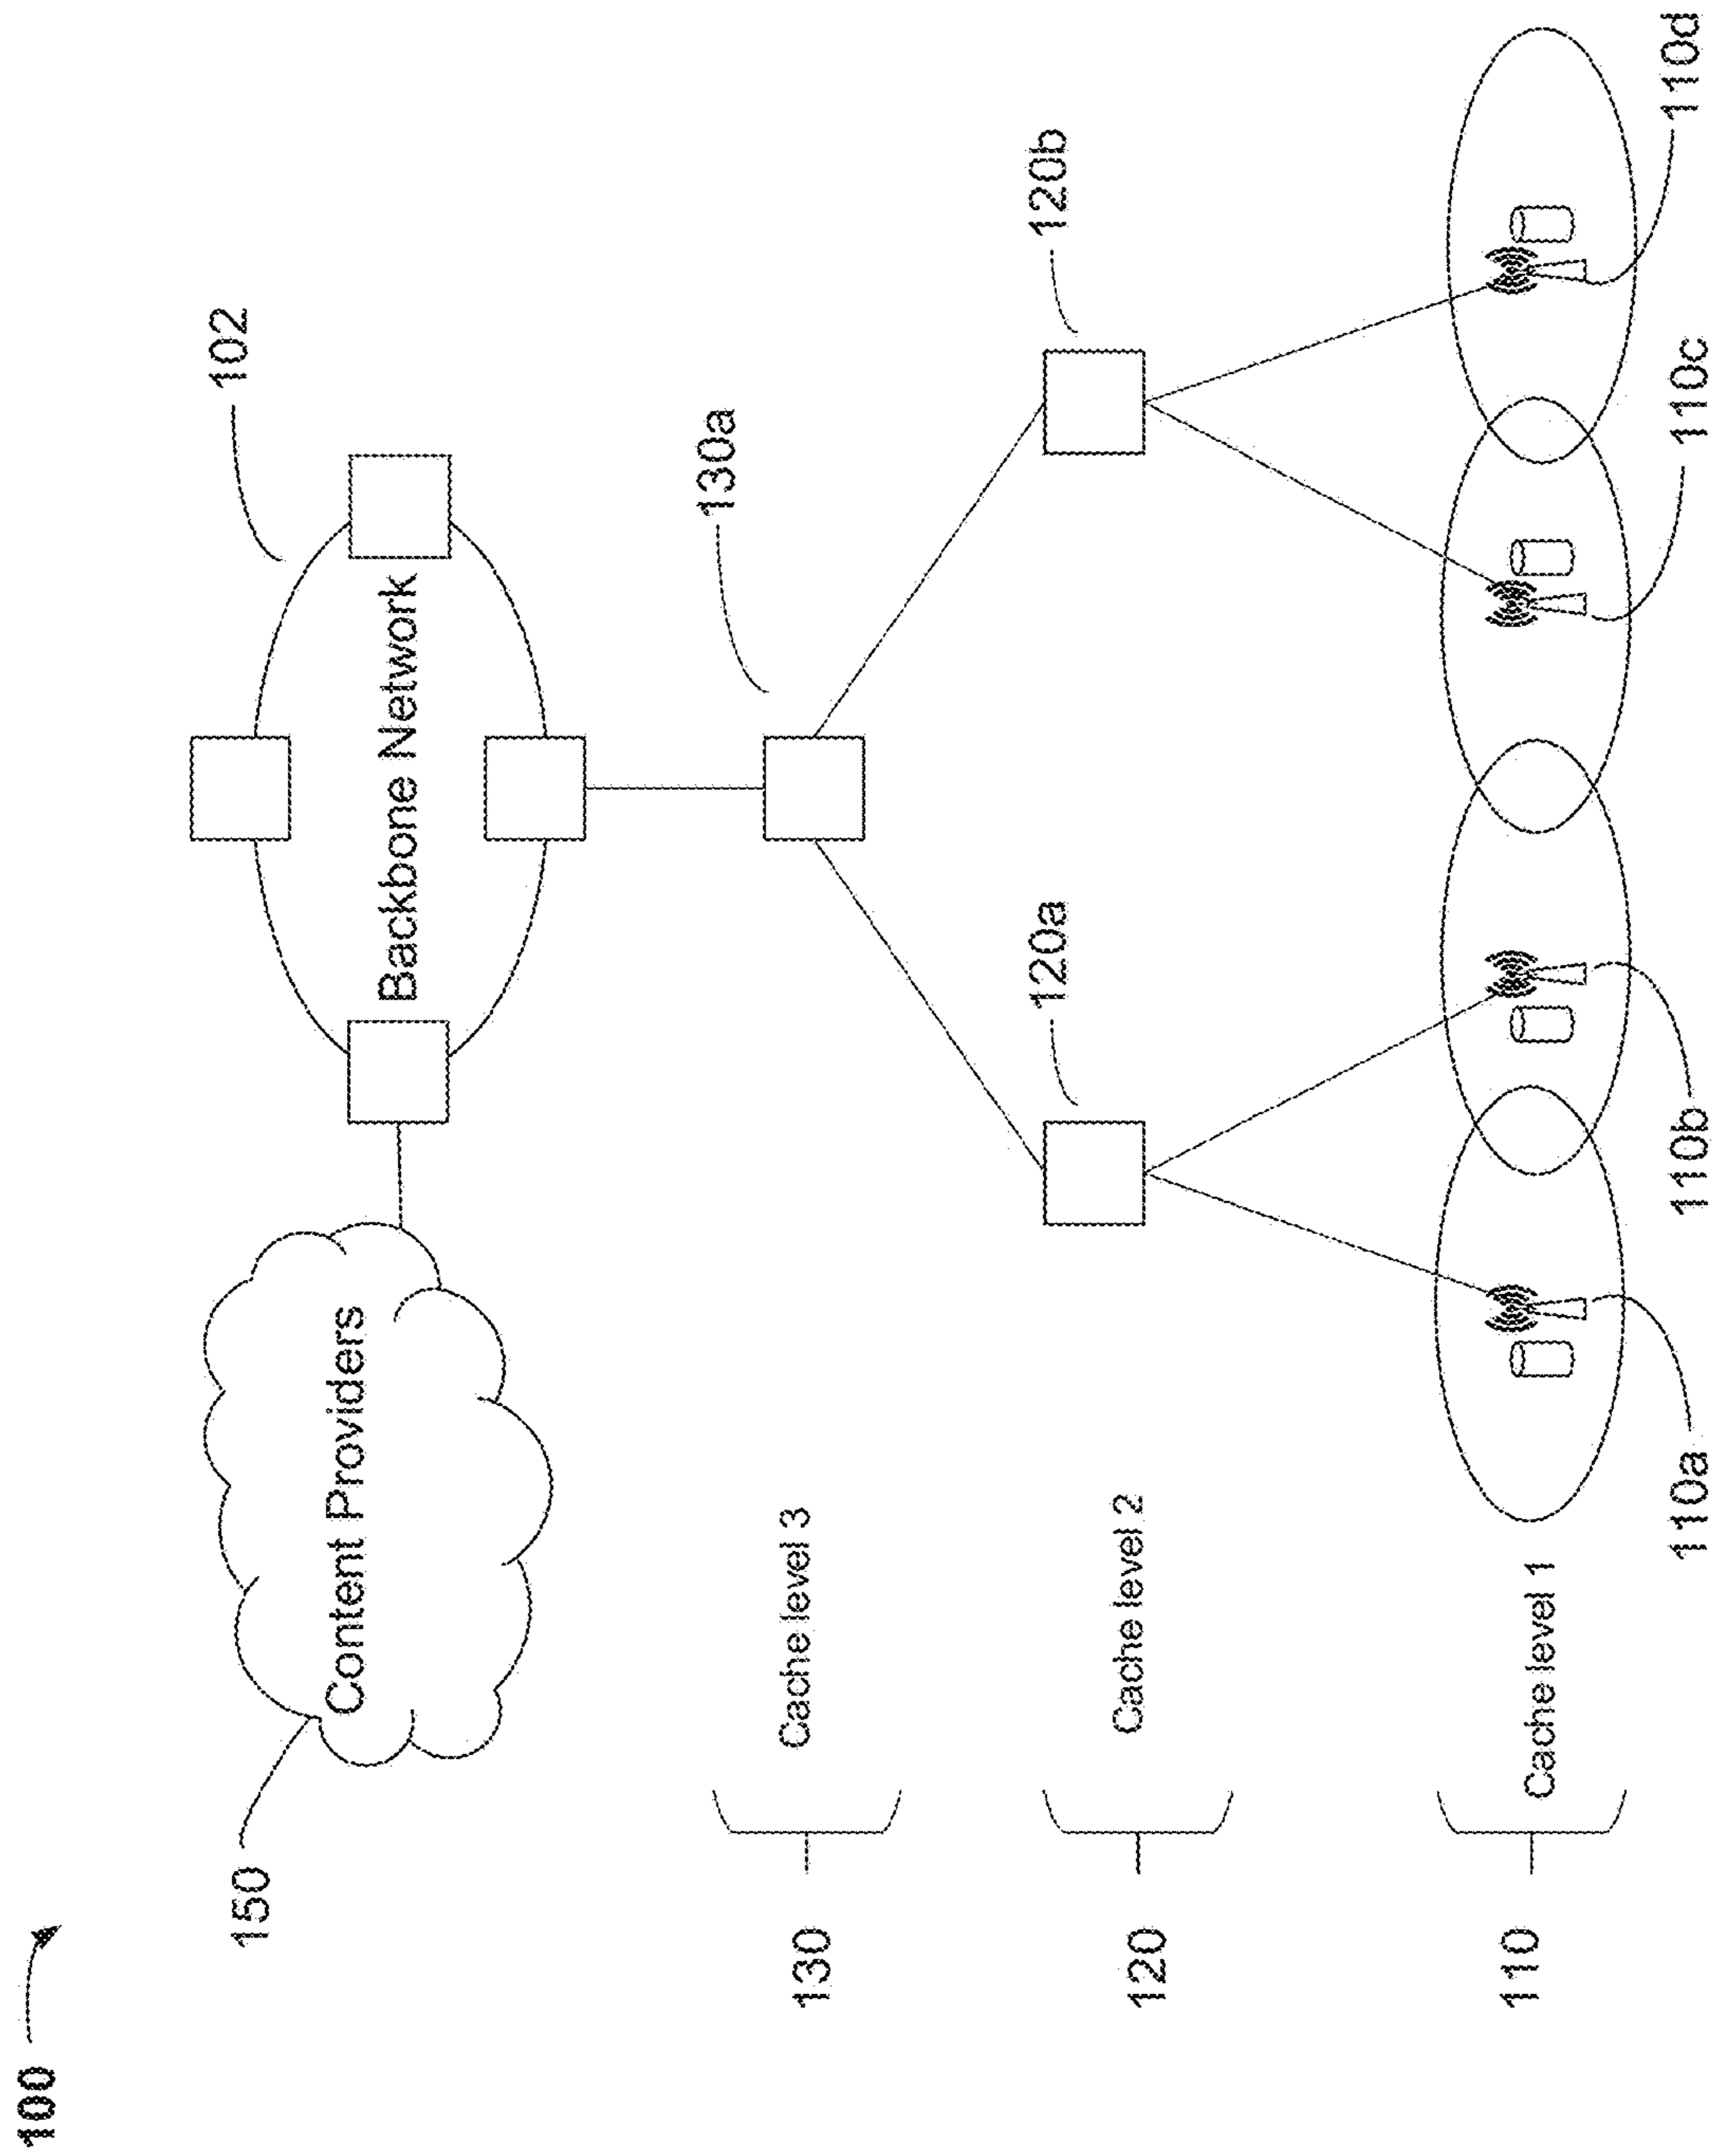 100
150
Content Providers
Backbone Network
102
130
Cache level 3
130a
120
Cache level 2
120a
120b
110
Cache level 1
110a
110b
110c
110d